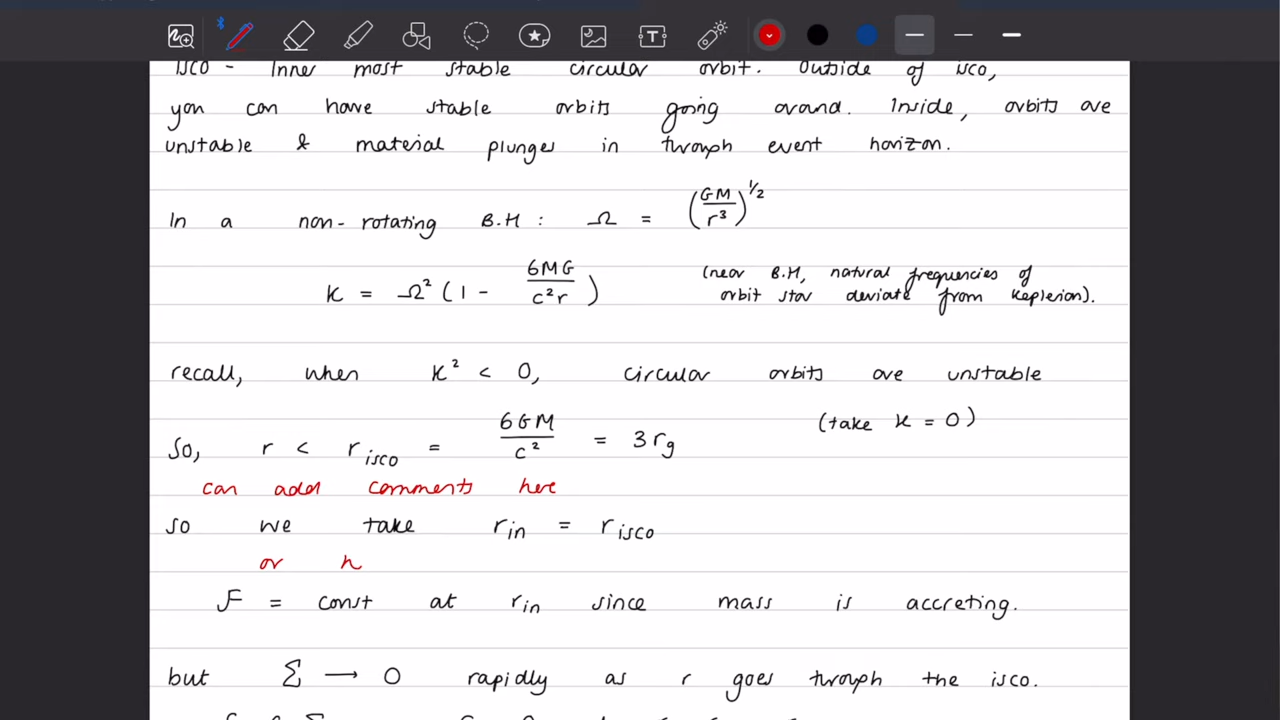 ISCO - Inner most stable circular orbit. Outside of isco,
you can have stable orbits going around. Inside, orbits are
unstable & material plunges in through event horizon.
In a non-rotating B.H : Ω = (GM/r³)^1/2
K = Ω² (1 - 6MG/c²r)
(near B.H, natural frequencies of
orbit star deviate from keplerian).
recall, when K² < 0, circular orbits are unstable
(take K = 0)
So, r < r_isco = 6GM/c² = 3r_g
can add comments here
so we take r_in = r_isco
or h
F = const at r_in since mass is accreting.
but Σ → 0 rapidly as r goes through the isco.